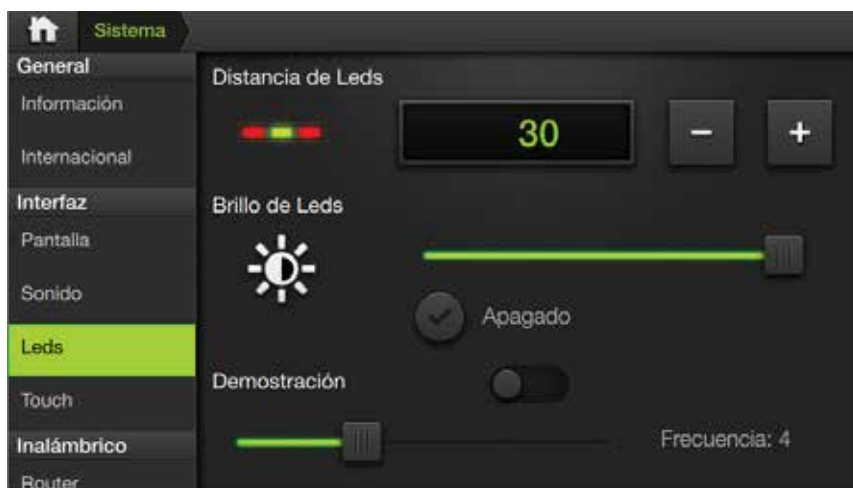 Sistema
General
Información
Internacional
Interfaz
Pantalla
Sonido
Leds
Touch
Inalámbrico
Router
Distancia de Leds
30
Brillo de Leds
Apagado
Demostración
Frecuencia: 4